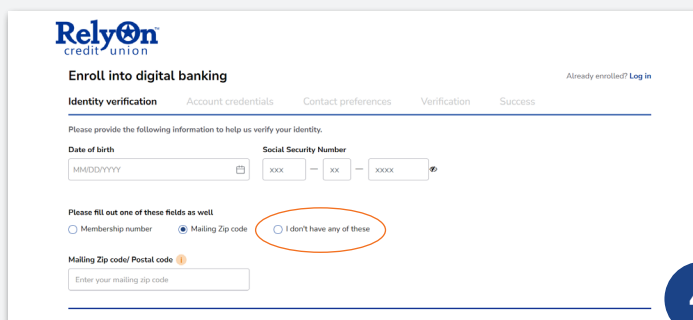 RelyOn™
credit union
Enroll into digital banking
Already enrolled? Log in
Identity verification Account credentials Contact preferences Verification Success
Please provide the following information to help us verify your identity.
Date of birth Social Security Number
MM/DD/YYYY xxx — xx — xxxx
Please fill out one of these fields as well
Membership number Mailing Zip code I don't have any of these
Mailing Zip code/ Postal code i
Enter your mailing zip code